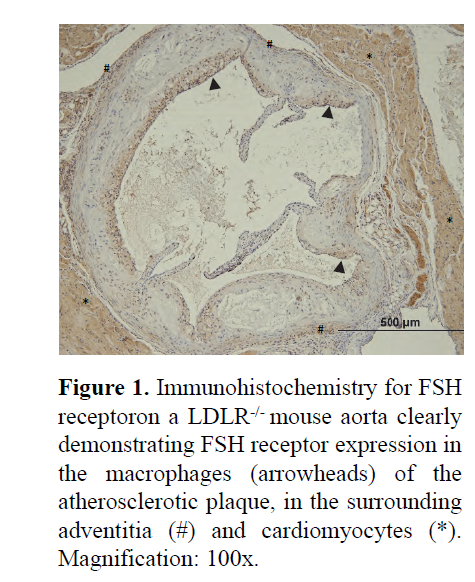 #
#
*
*
*
#
500 µm
Figure 1. Immunohistochemistry for FSH
receptoron a LDLR-/- mouse aorta clearly
demonstrating FSH receptor expression in
the macrophages (arrowheads) of the
atherosclerotic plaque, in the surrounding
adventitia (#) and cardiomyocytes (*).
Magnification: 100x.